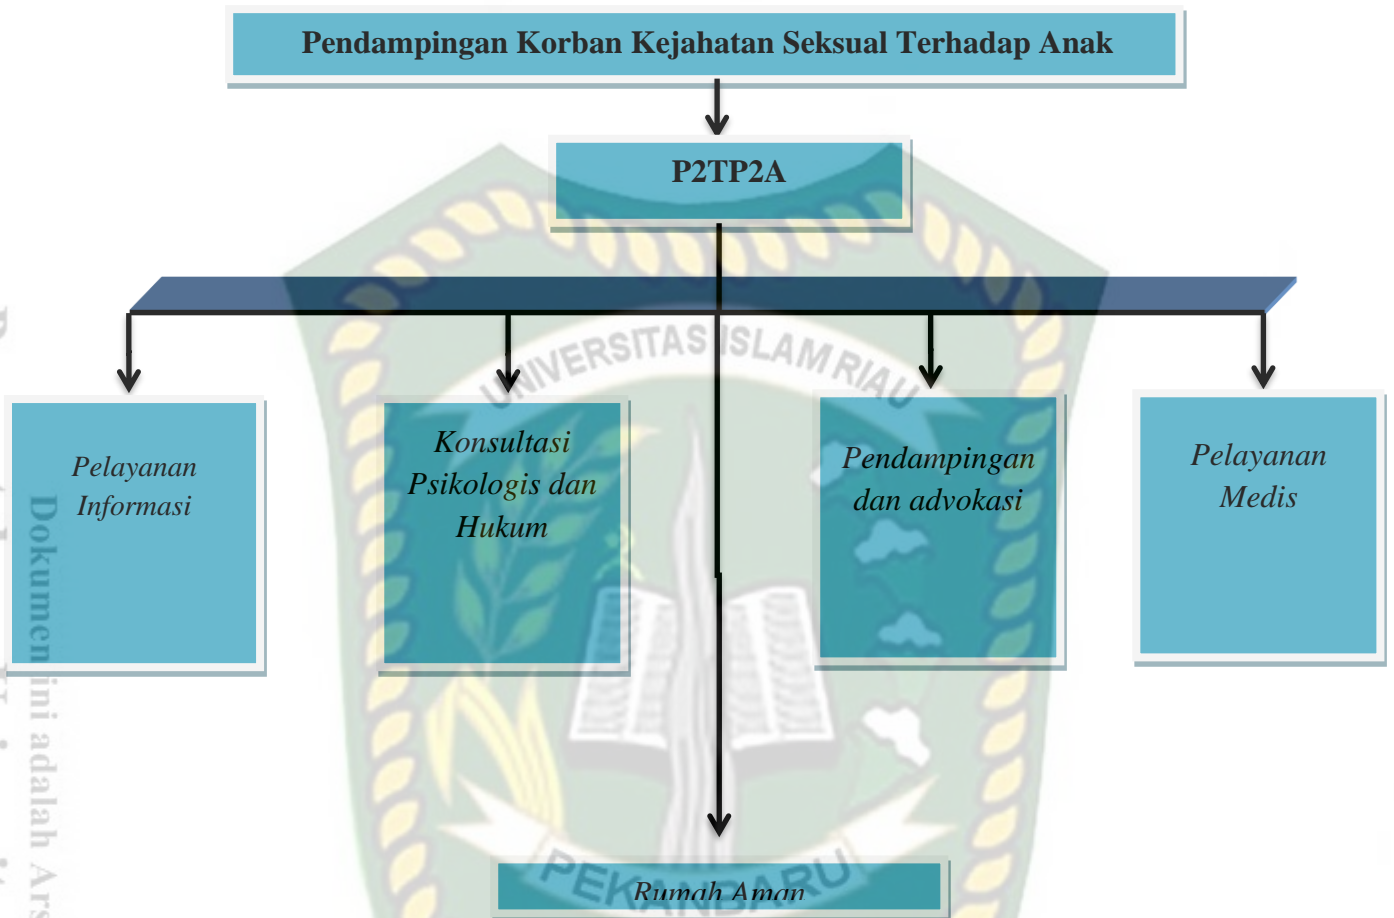 Pendampingan Korban Kejahatan Seksual Terhadap Anak
P2TP2A
UNIVERSITAS ISLAM RIAU
Pelayanan
Informasi
Konsultasi
Psikologis dan
Hukum
Pendampingan
dan advokasi
Pelayanan
Medis
Dokumen ini adalah Ars
PEKANBARU
Rumah Aman